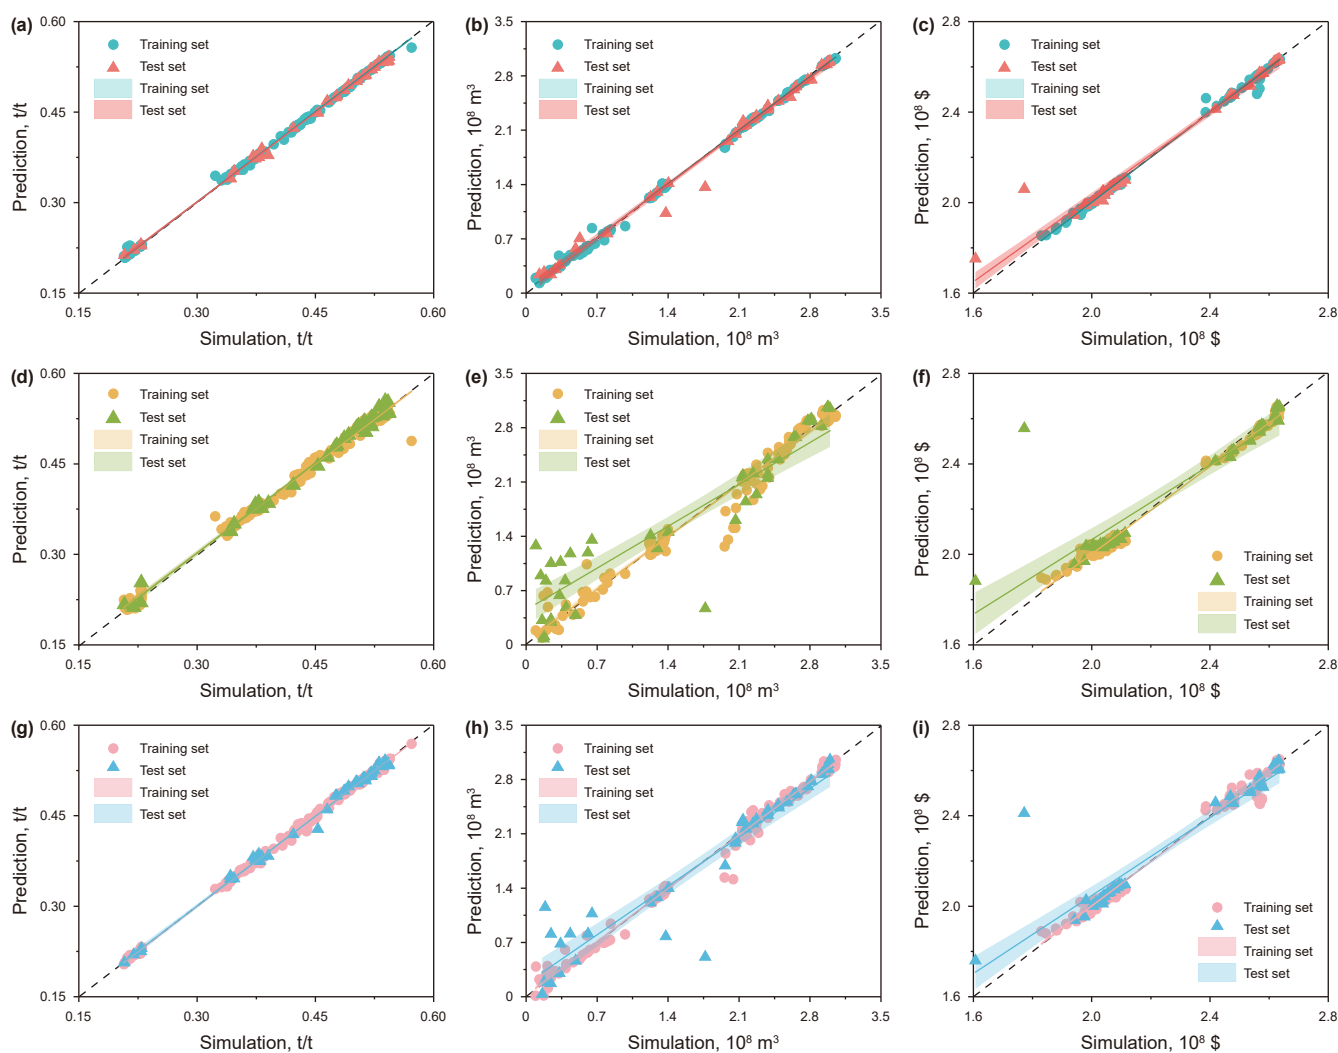 (a)
0.60
0.45
0.30
0.15
Prediction, t/t
Training set
Test set
Training set
Test set
0.15 0.30 0.45 0.60
Simulation, t/t
(b)
3.5
2.8
2.1
1.4
0.7
0
Prediction, 10⁸ m³
Training set
Test set
Training set
Test set
0 0.7 1.4 2.1 2.8 3.5
Simulation, 10⁸ m³
(c)
2.8
2.4
2.0
1.6
Prediction, 10⁸ $
Training set
Test set
Training set
Test set
1.6 2.0 2.4 2.8
Simulation, 10⁸ $
(d)
0.60
0.45
0.30
0.15
Prediction, t/t
Training set
Test set
Training set
Test set
0.15 0.30 0.45 0.60
Simulation, t/t
(e)
3.5
2.8
2.1
1.4
0.7
0
Prediction, 10⁸ m³
Training set
Test set
Training set
Test set
0 0.7 1.4 2.1 2.8 3.5
Simulation, 10⁸ m³
(f)
2.8
2.4
2.0
1.6
Prediction, 10⁸ $
Training set
Test set
Training set
Test set
1.6 2.0 2.4 2.8
Simulation, 10⁸ $
(g)
0.60
0.45
0.30
0.15
Prediction, t/t
Training set
Test set
Training set
Test set
0.15 0.30 0.45 0.60
Simulation, t/t
(h)
3.5
2.8
2.1
1.4
0.7
0
Prediction, 10⁸ m³
Training set
Test set
Training set
Test set
0 0.7 1.4 2.1 2.8 3.5
Simulation, 10⁸ m³
(i)
2.8
2.4
2.0
1.6
Prediction, 10⁸ $
Training set
Test set
Training set
Test set
1.6 2.0 2.4 2.8
Simulation, 10⁸ $